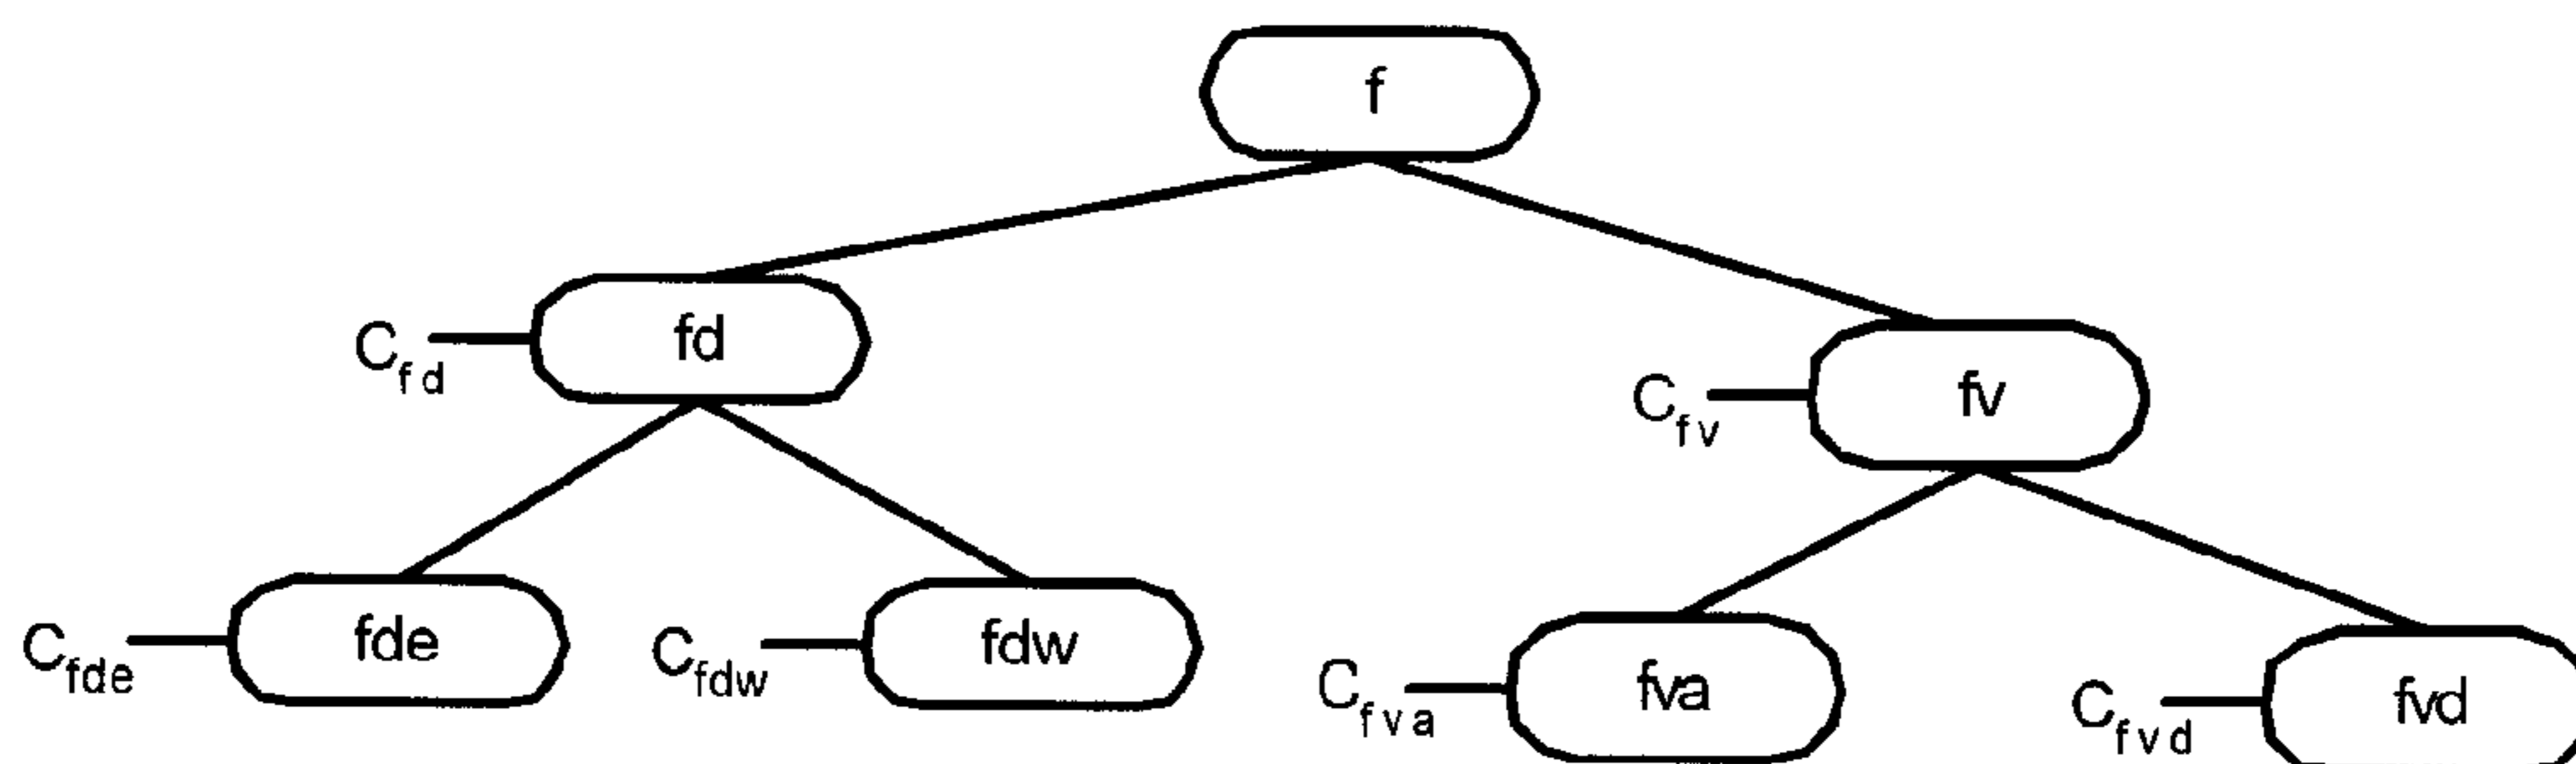 f
C_fd fd
C_fv fv
C_fde fde C_fdw fdw
C_fva fva C_fvd fvd